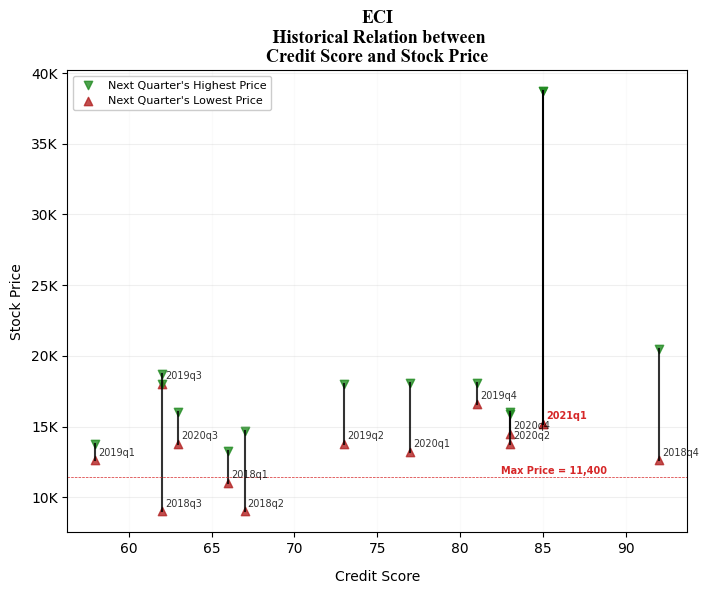 ECI
Historical Relation between
Credit Score and Stock Price
Next Quarter's Highest Price
Next Quarter's Lowest Price
40K
35K
30K
25K
20K
15K
10K
Stock Price
2019q3
2019q4
2021q1
2020q4
2019q1
2020q3
2019q2
2020q1
2020q2
2018q4
2018q1
Max Price = 11,400
2018q3
2018q2
60
65
70
75
80
85
90
Credit Score